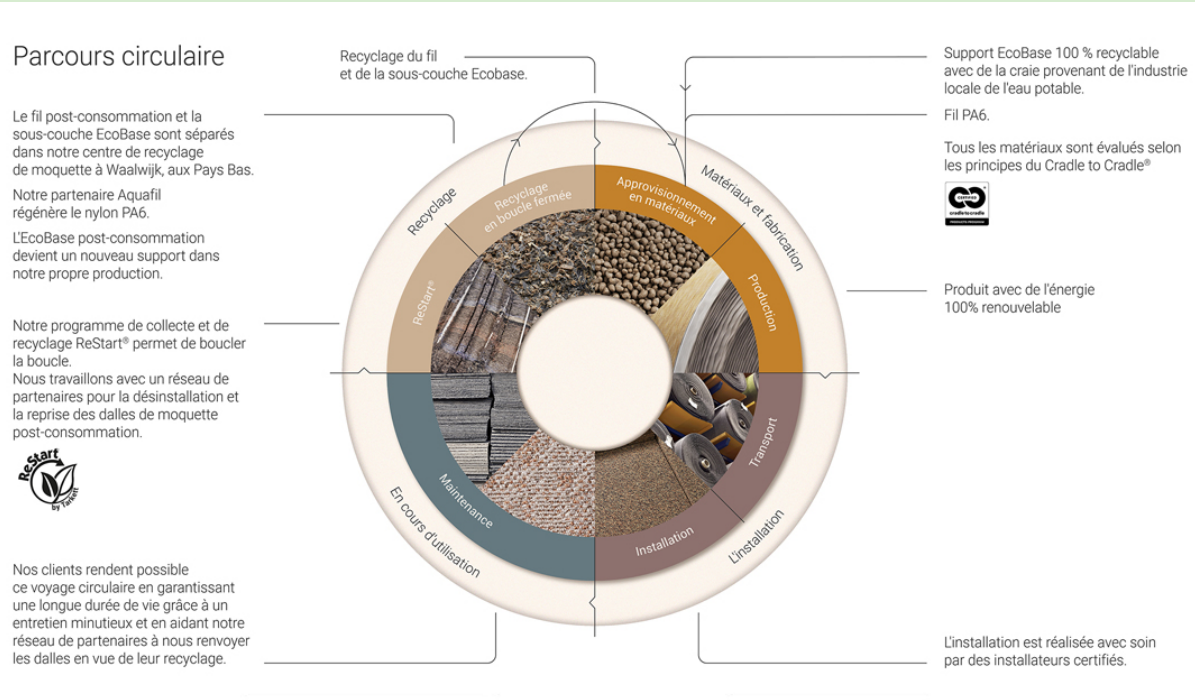 Parcours circulaire
Recyclage du fil
et de la sous-couche Ecobase.
Support EcoBase 100 % recyclable
avec de la craie provenant de l'industrie
locale de l'eau potable.
Fil PA6.
Tous les matériaux sont évalués selon
les principes du Cradle to Cradle®
CERTIFIED
cradletocradle
PRODUCTS PROGRAM
Le fil post-consommation et la
sous-couche EcoBase sont séparés
dans notre centre de recyclage
de moquette à Waalwijk, aux Pays Bas.
Notre partenaire Aquafil
régénère le nylon PA6.
L'EcoBase post-consommation
devient un nouveau support dans
notre propre production.
Recyclage
Recyclage
en boucle fermée
Approvisionnement
en matériaux
Matériaux et fabrication
ReStart®
Production
Produit avec de l'énergie
100% renouvelable
Notre programme de collecte et de
recyclage ReStart® permet de boucler
la boucle.
Nous travaillons avec un réseau de
partenaires pour la désinstallation et
la reprise des dalles de moquette
post-consommation.
ReStart
by Tarkett
Maintenance
Transport
En cours d'utilisation
Installation
L'installation
Nos clients rendent possible
ce voyage circulaire en garantissant
une longue durée de vie grâce à un
entretien minutieux et en aidant notre
réseau de partenaires à nous renvoyer
les dalles en vue de leur recyclage.
L'installation est réalisée avec soin
par des installateurs certifiés.